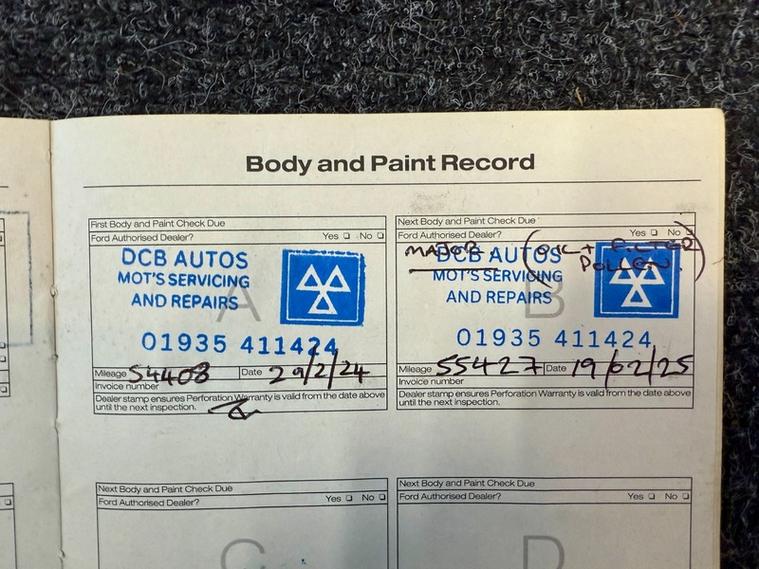 Body and Paint Record
First Body and Paint Check Due
Ford Authorised Dealer? Yes No
A
DCB AUTOS
MOT'S SERVICING
AND REPAIRS
01935 411424
Mileage 54408 Date 29/2/24
Invoice number
Dealer stamp ensures Perforation Warranty is valid from the date above
until the next inspection.
Next Body and Paint Check Due
Ford Authorised Dealer? Yes No
MAJOR (OIL + FILTER
POLLEN.)
B
DCB AUTOS
MOT'S SERVICING
AND REPAIRS
01935 411424
Mileage 55427 Date 19/02/25
Invoice number
Dealer stamp ensures Perforation Warranty is valid from the date above
until the next inspection.
Next Body and Paint Check Due
Ford Authorised Dealer? Yes No
C
Next Body and Paint Check Due
Ford Authorised Dealer? Yes No
D